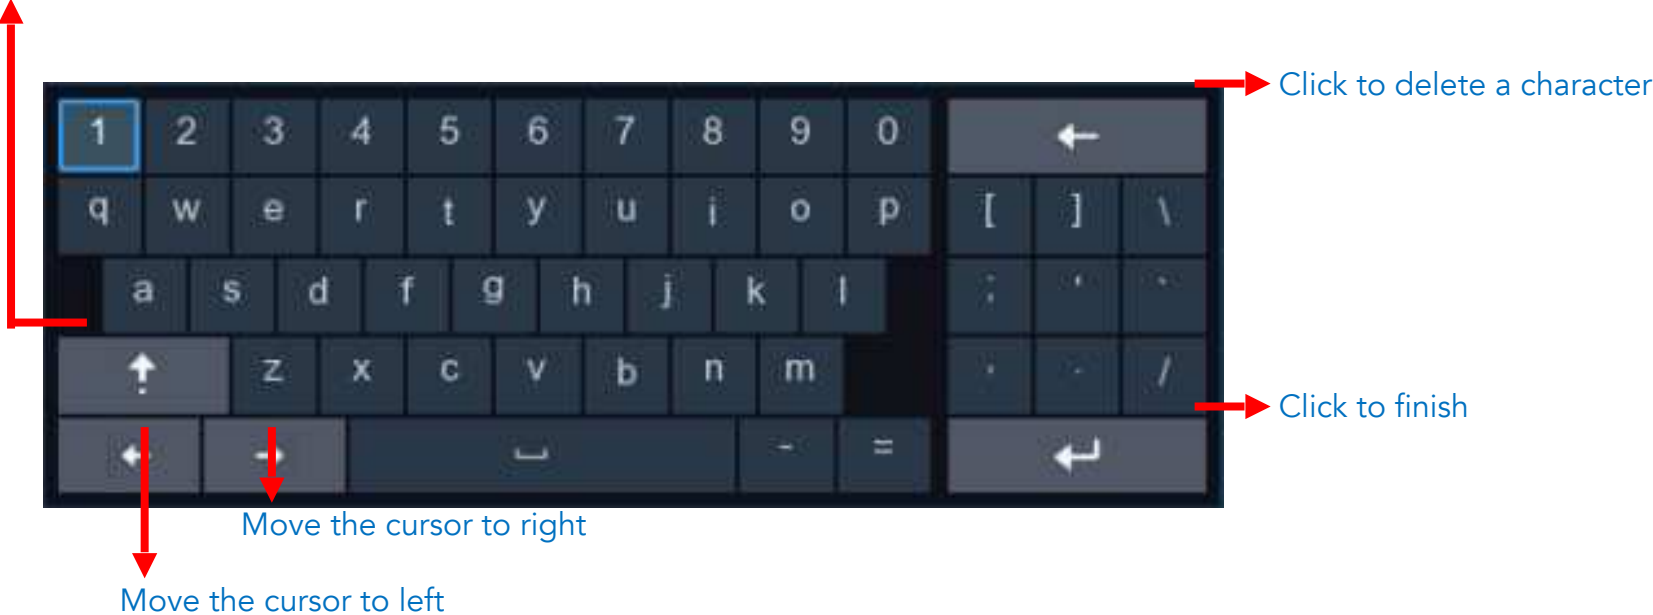 Click to delete a character
1 2 3 4 5 6 7 8 9 0
q w e r t y u i o p [ ] \
a s d f g h j k l ; ' `
z x c v b n m /
Click to finish
- =
Move the cursor to right
Move the cursor to left